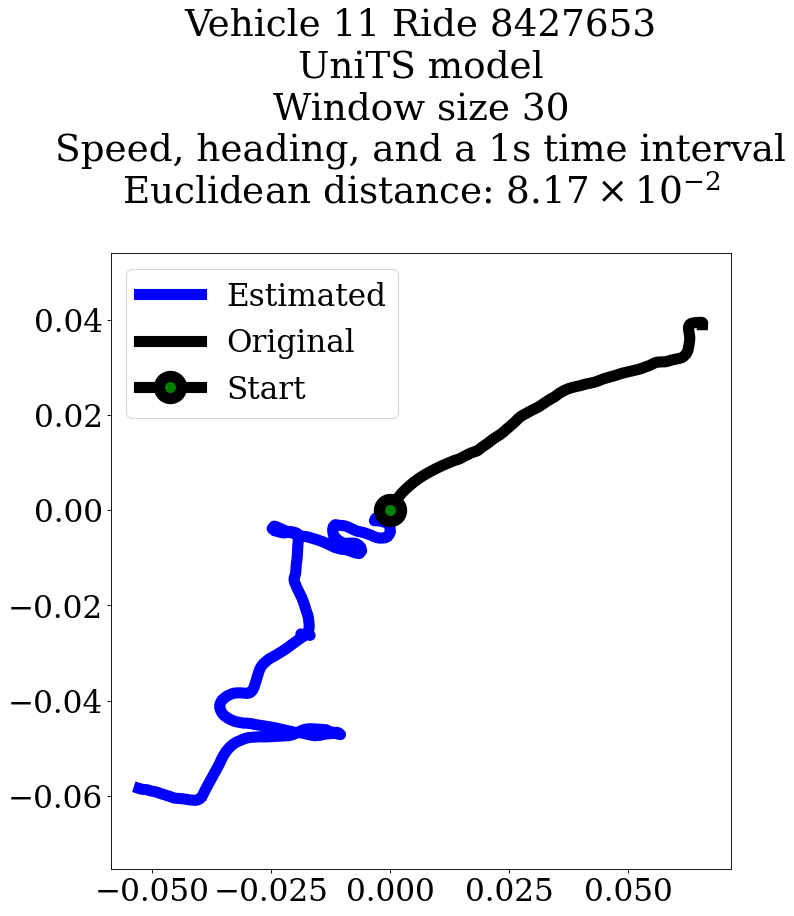 Vehicle 11 Ride 8427653
UniTS model
Window size 30
Speed, heading, and a 1s time interval
Euclidean distance: 8.17 × 10⁻²
Estimated
Original
Start
0.04
0.02
0.00
−0.02
−0.04
−0.06
−0.050 −0.025 0.000 0.025 0.050